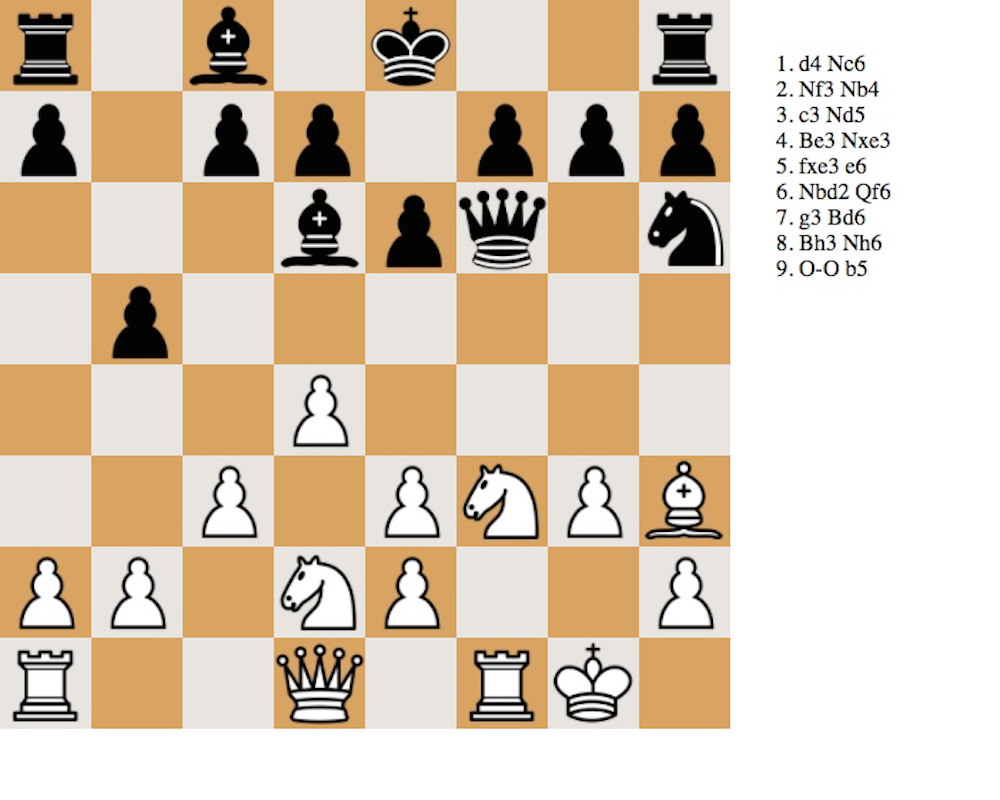 1. d4 Nc6
2. Nf3 Nb4
3. c3 Nd5
4. Be3 Nxe3
5. fxe3 e6
6. Nbd2 Qf6
7. g3 Bd6
8. Bh3 Nh6
9. O-O b5